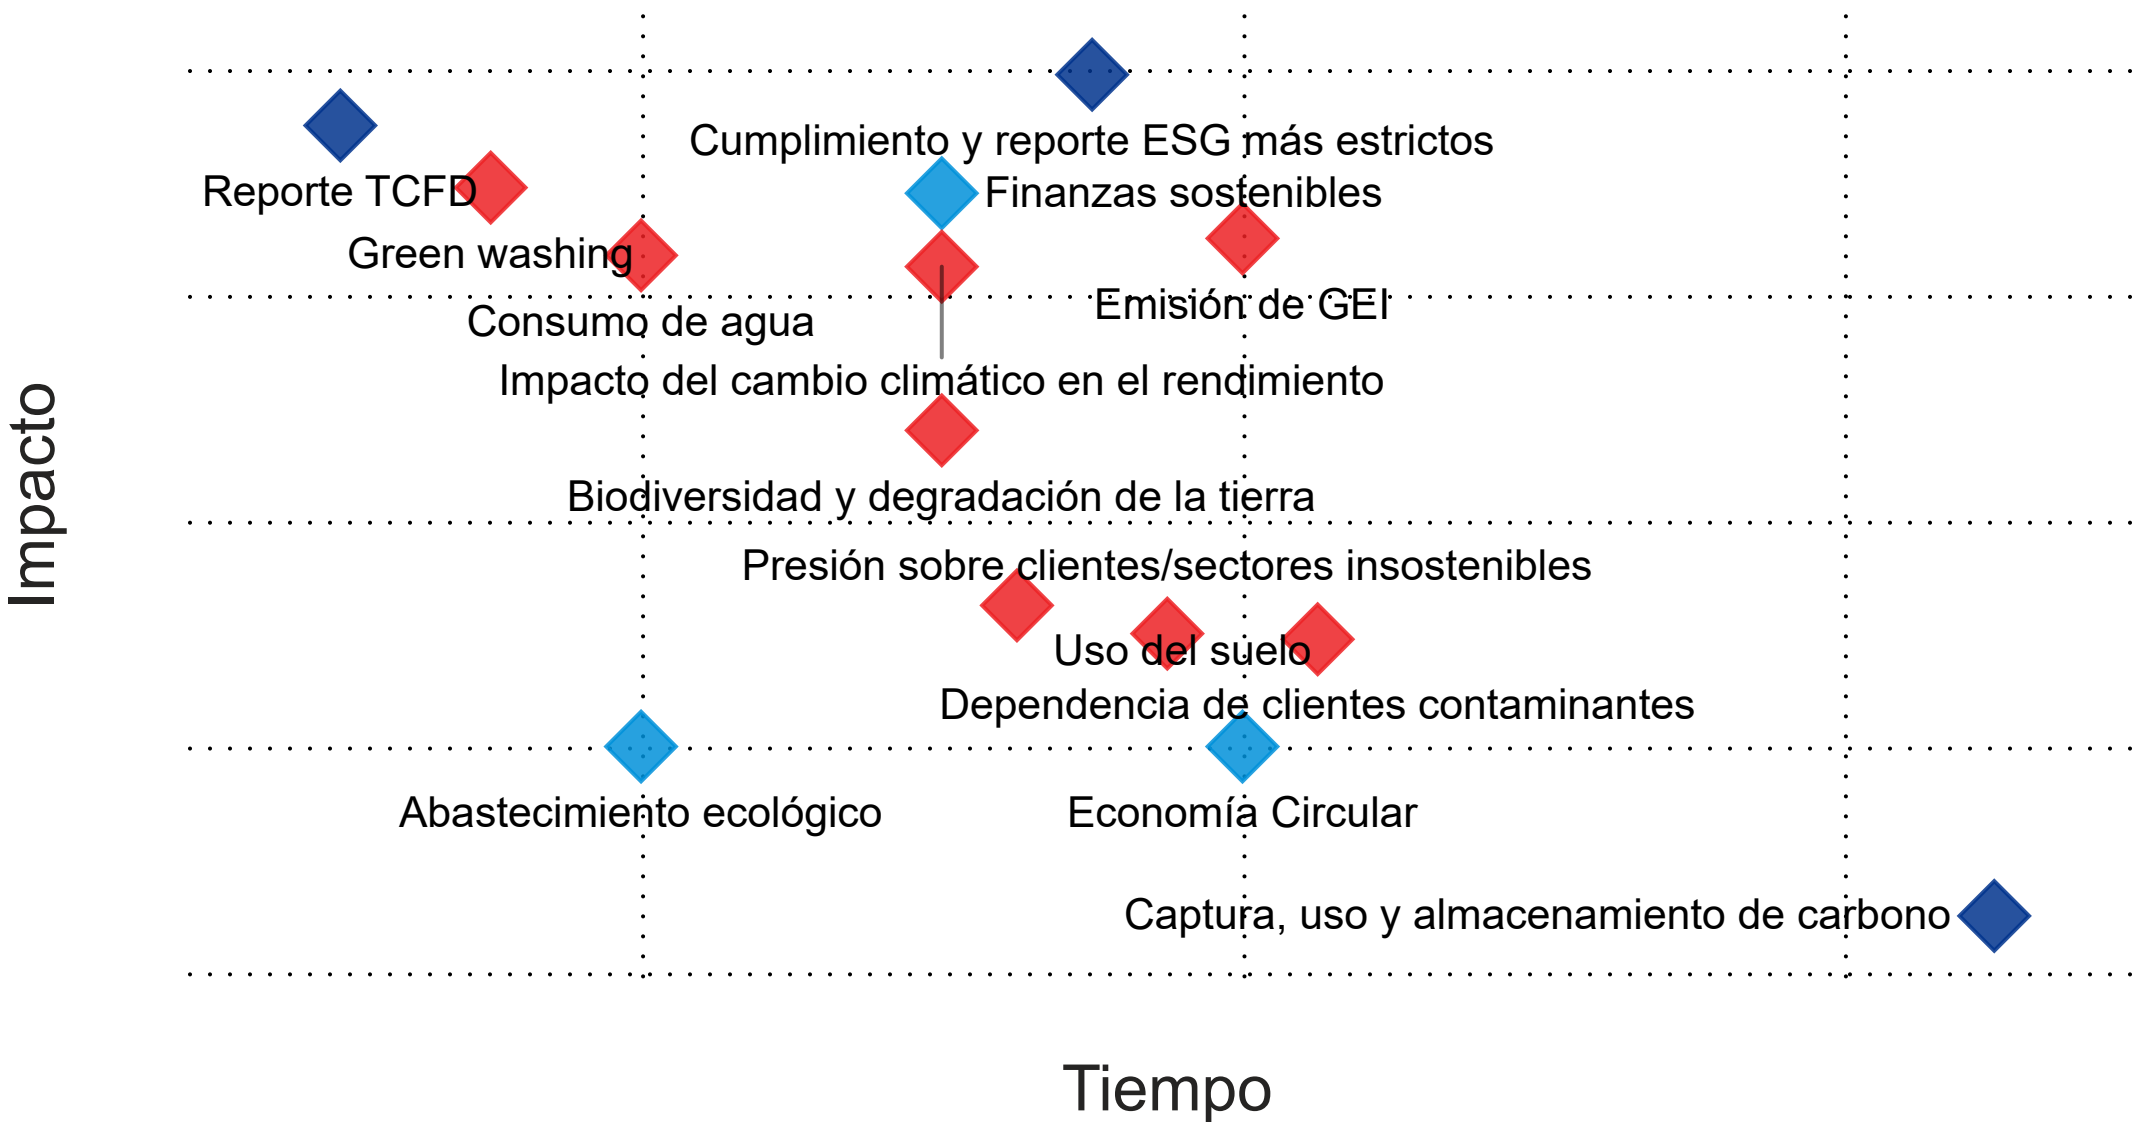 Cumplimiento y reporte ESG más estrictos
Reporte TCFD
Finanzas sostenibles
Green washing
Emisión de GEI
Consumo de agua
Impacto del cambio climático en el rendimiento
Biodiversidad y degradación de la tierra
Impacto
Presión sobre clientes/sectores insostenibles
Uso del suelo
Dependencia de clientes contaminantes
Abastecimiento ecológico
Economía Circular
Captura, uso y almacenamiento de carbono
Tiempo